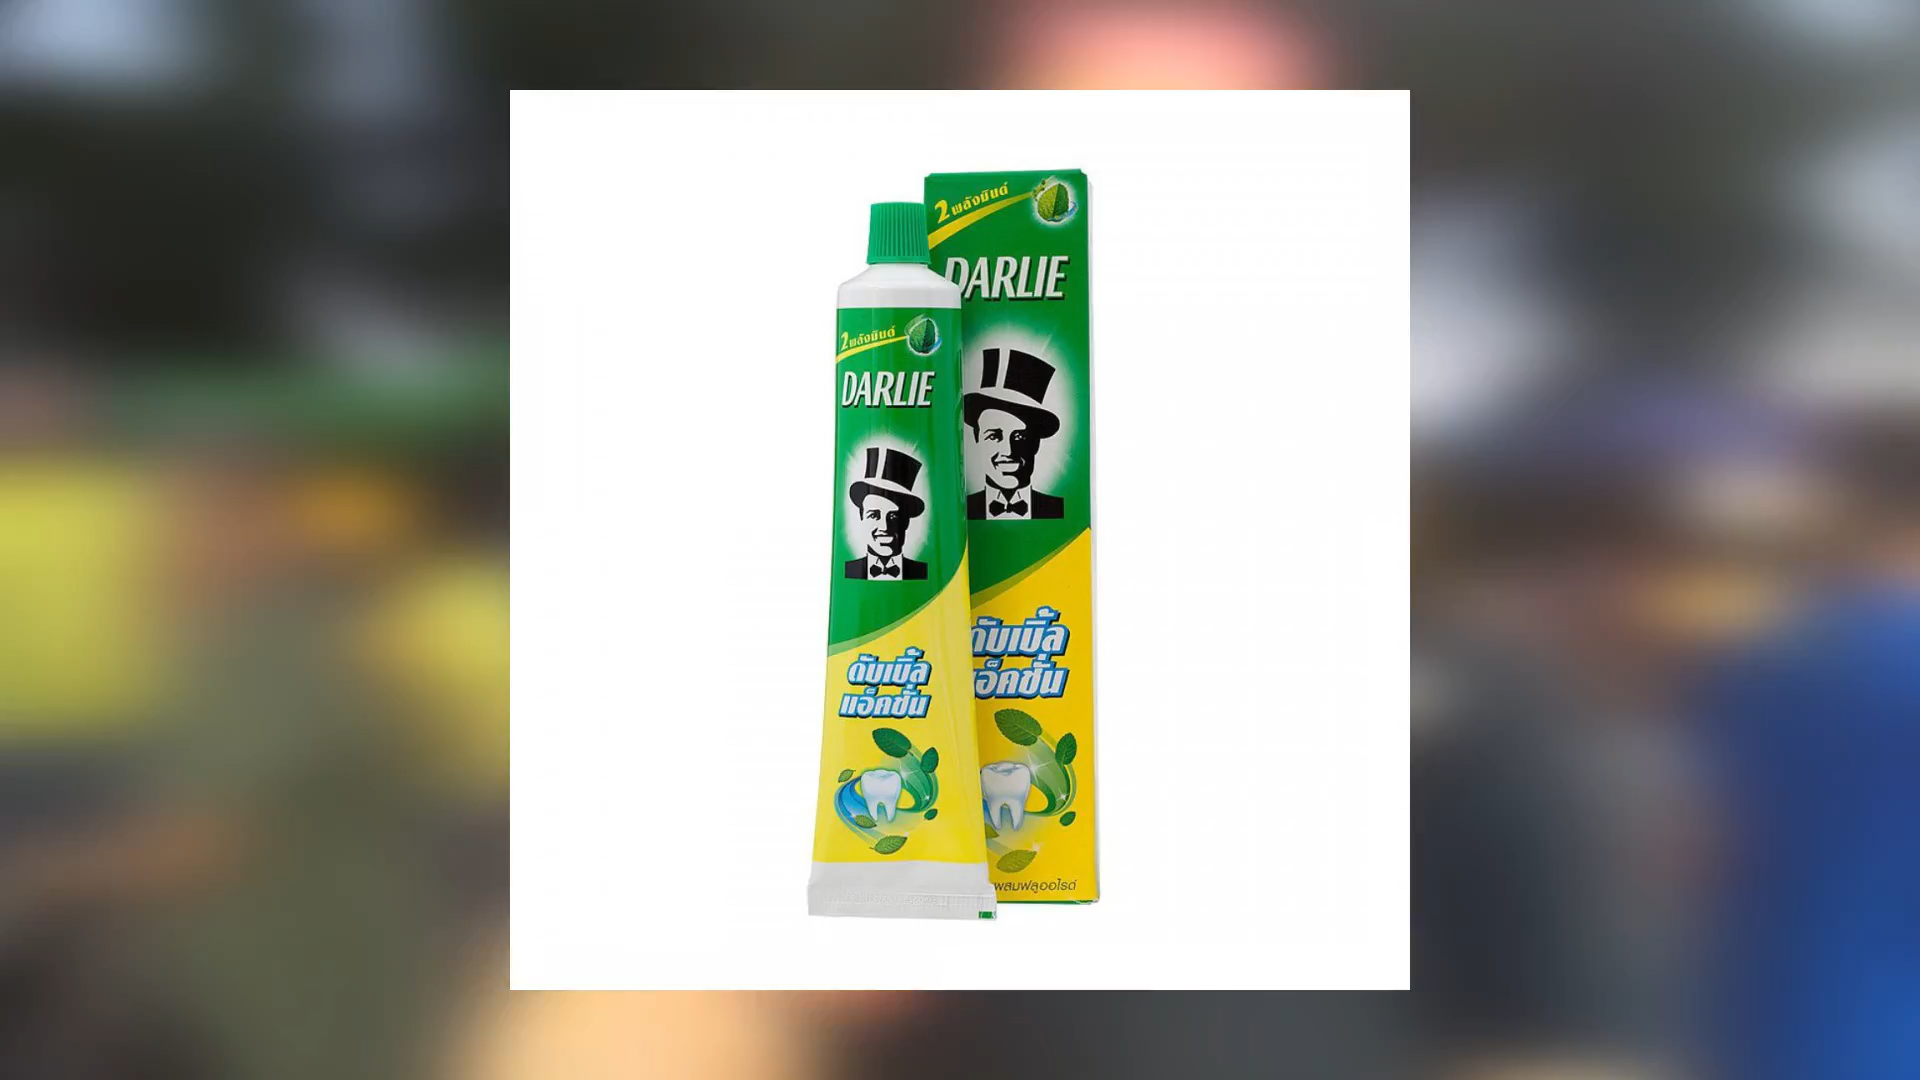 2 พลังมินต์
DARLIE
2 พลังมินต์
DARLIE
ดับเบิ้ล
แอ็คชั่น
ดับเบิ้ล
แอ็คชั่น
ผสมฟลูออไรด์